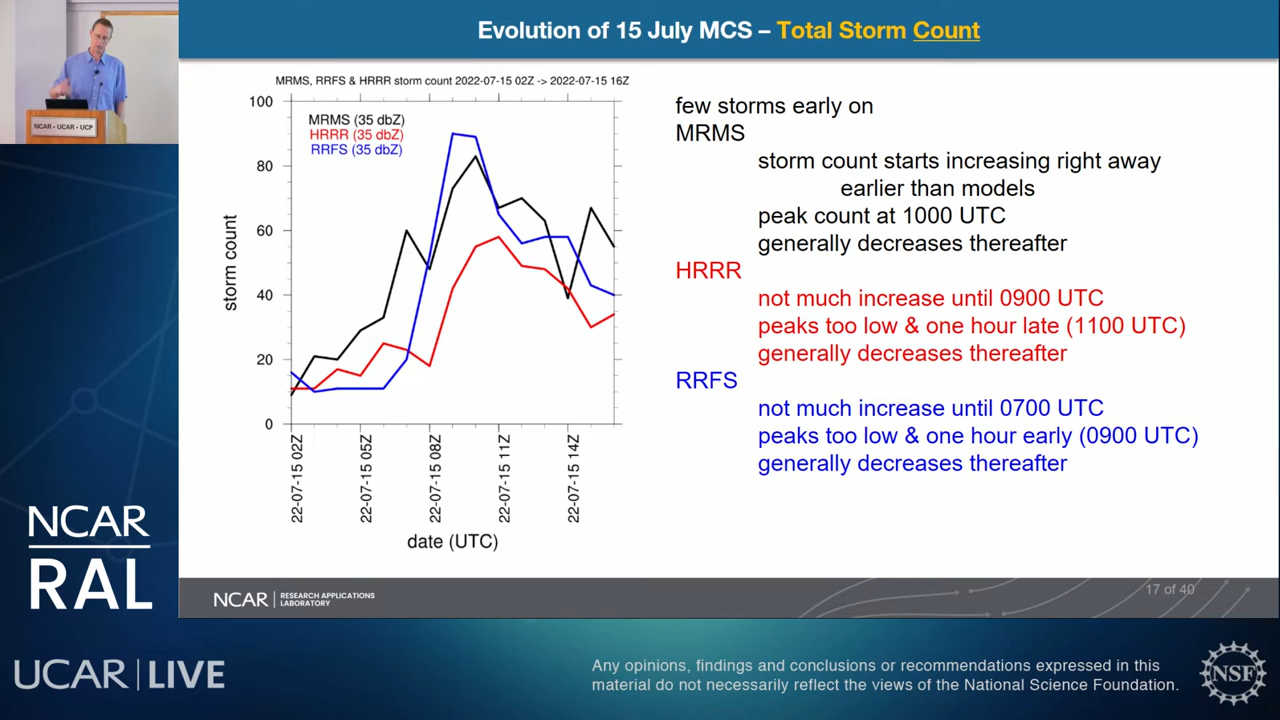 Evolution of 15 July MCS – Total Storm Count
NCAR • UCAR • UCP
MRMS, RRFS & HRRR storm count 2022-07-15 02Z -> 2022-07-15 16Z
MRMS (35 dbZ)
HRRR (35 dbZ)
RRFS (35 dbZ)
100
80
60
40
20
0
storm count
22-07-15 02Z
22-07-15 05Z
22-07-15 08Z
22-07-15 11Z
22-07-15 14Z
date (UTC)
few storms early on
MRMS
storm count starts increasing right away
earlier than models
peak count at 1000 UTC
generally decreases thereafter
HRRR
not much increase until 0900 UTC
peaks too low & one hour late (1100 UTC)
generally decreases thereafter
RRFS
not much increase until 0700 UTC
peaks too low & one hour early (0900 UTC)
generally decreases thereafter
NCAR
RAL
NCAR
RESEARCH APPLICATIONS
LABORATORY
17 of 40
UCAR | LIVE
Any opinions, findings and conclusions or recommendations expressed in this
material do not necessarily reflect the views of the National Science Foundation.
NSF